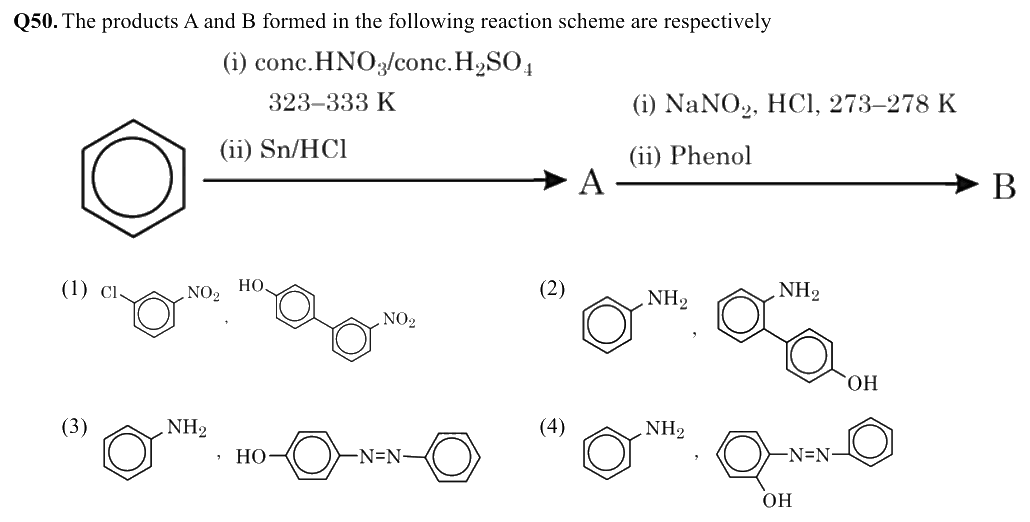 Q50. The products A and B formed in the following reaction scheme are respectively
(i) conc.HNO₃/conc.H₂SO₄
323–333 K
(ii) Sn/HCl
A
(i) NaNO₂, HCl, 273–278 K
(ii) Phenol
B
(1) Cl NO₂ , HO NO₂
(2) NH₂ , NH₂ OH
(3) NH₂ , HO N=N
(4) NH₂ , N=N OH